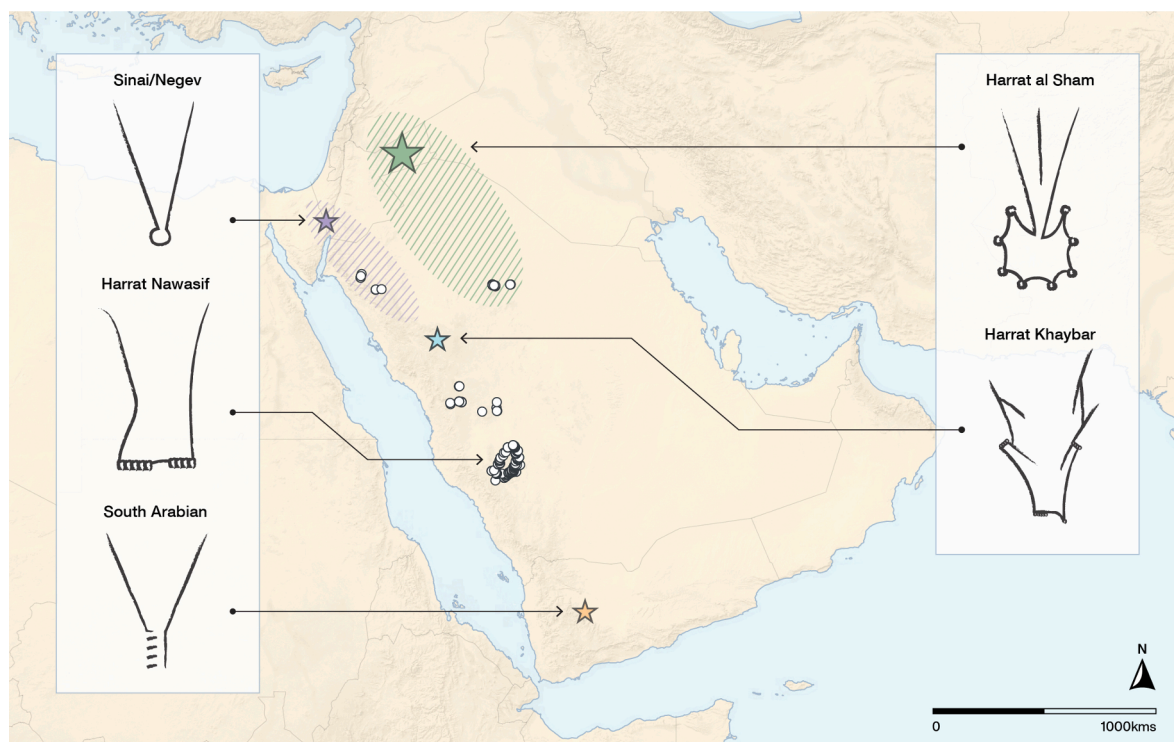 Sinai/Negev
Harrat Nawasif
South Arabian
Harrat al Sham
Harrat Khaybar
N
0
1000kms